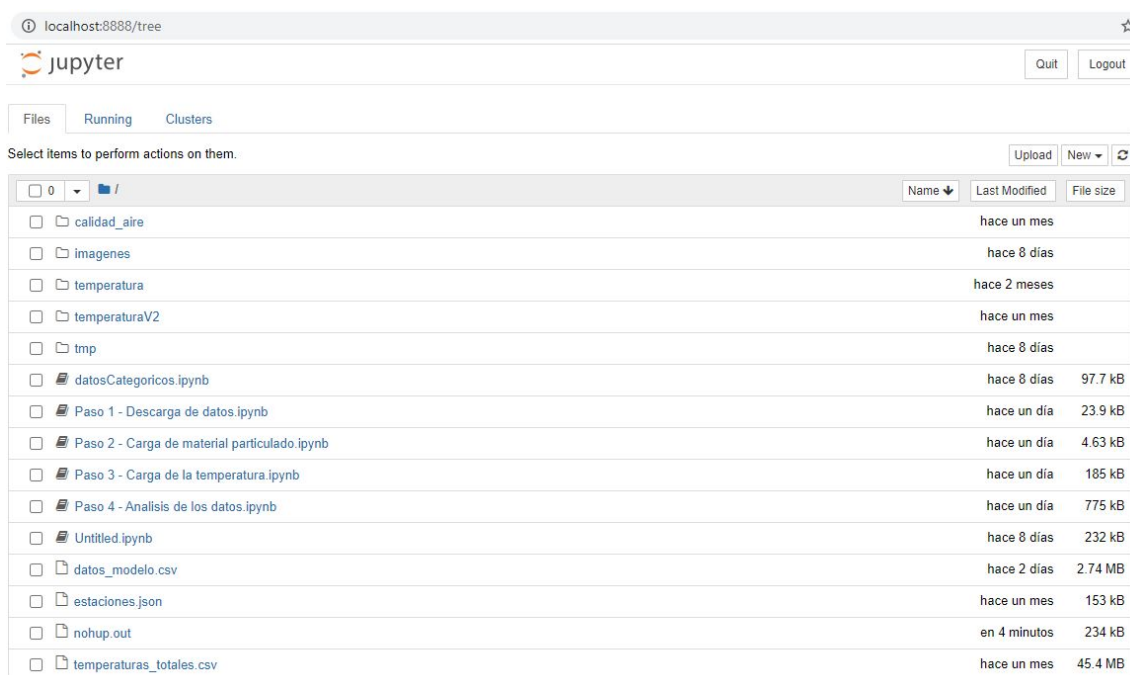 localhost:8888/tree
jupyter
Quit Logout
Files Running Clusters
Select items to perform actions on them.
Upload New
0 / Name Last Modified File size
calidad_aire hace un mes
imagenes hace 8 días
temperatura hace 2 meses
temperaturaV2 hace un mes
tmp hace 8 días
datosCategoricos.ipynb hace 8 días 97.7 kB
Paso 1 - Descarga de datos.ipynb hace un día 23.9 kB
Paso 2 - Carga de material particulado.ipynb hace un día 4.63 kB
Paso 3 - Carga de la temperatura.ipynb hace un día 185 kB
Paso 4 - Analisis de los datos.ipynb hace un día 775 kB
Untitled.ipynb hace 8 días 232 kB
datos_modelo.csv hace 2 días 2.74 MB
estaciones.json hace un mes 153 kB
nohup.out en 4 minutos 234 kB
temperaturas_totales.csv hace un mes 45.4 MB